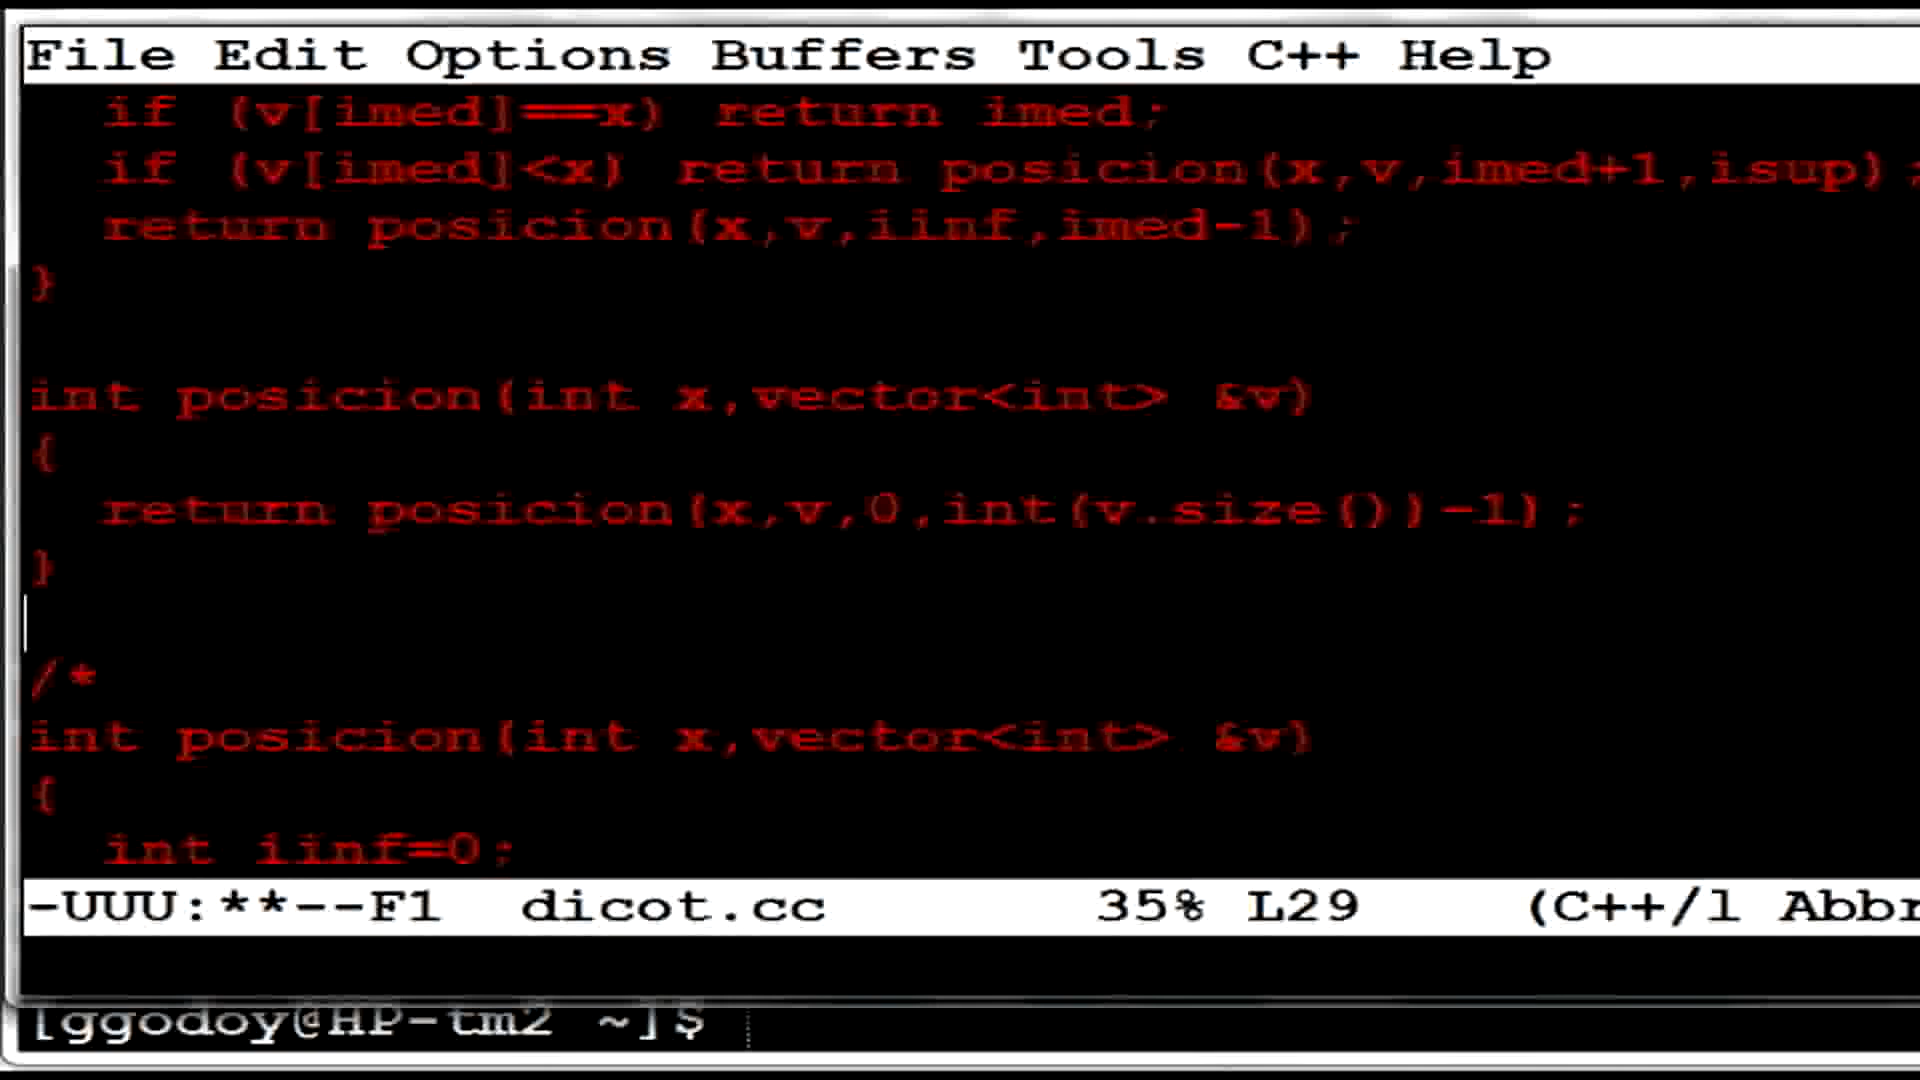 File Edit Options Buffers Tools C++ Help
if (v[imed]==x) return imed;
if (v[imed]<x) return posicion(x,v,imed+1,isup);
return posicion(x,v,iinf,imed-1);
}
int posicion(int x,vector<int> &v)
{
return posicion(x,v,0,int(v.size())-1);
}
/*
int posicion(int x,vector<int> &v)
{
int iinf=0;
-UUU:**--F1 dicot.cc 35% L29 (C++/l Abbr
[ggodoy@HP-tm2 ~]$